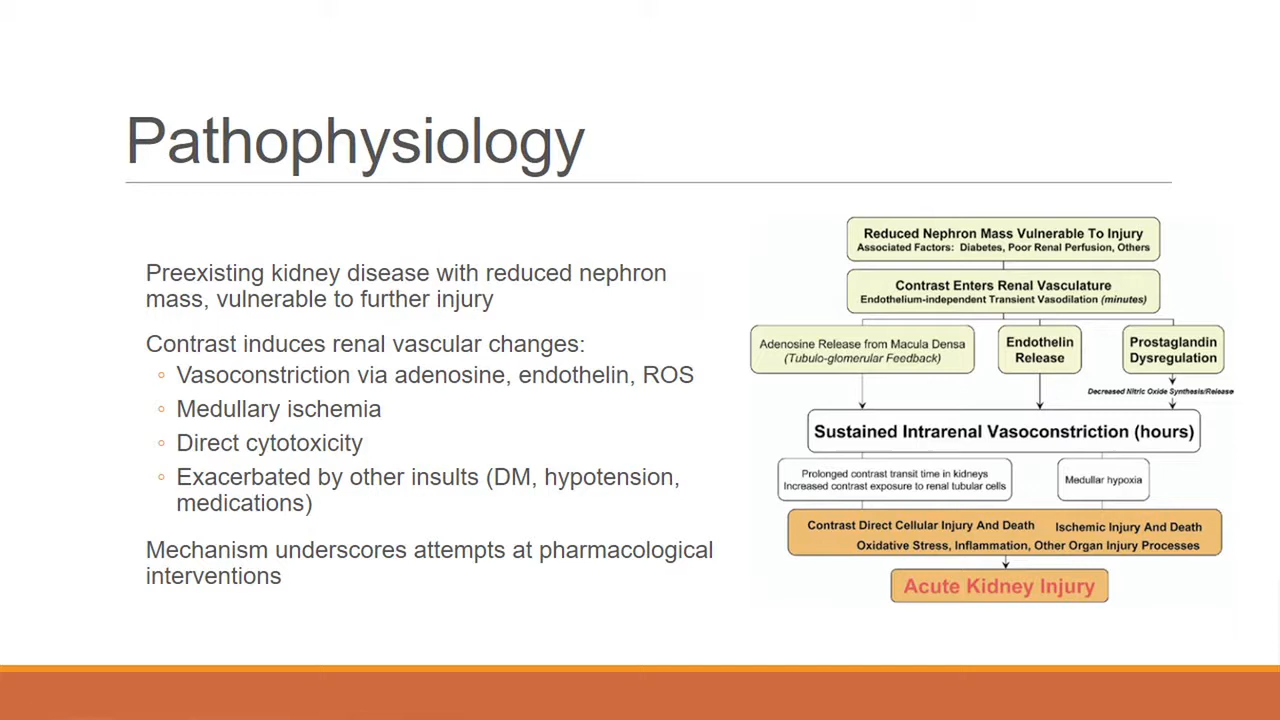 Pathophysiology
Preexisting kidney disease with reduced nephron
mass, vulnerable to further injury
Contrast induces renal vascular changes:
◦ Vasoconstriction via adenosine, endothelin, ROS
◦ Medullary ischemia
◦ Direct cytotoxicity
◦ Exacerbated by other insults (DM, hypotension,
medications)
Mechanism underscores attempts at pharmacological
interventions
Reduced Nephron Mass Vulnerable To Injury
Associated Factors: Diabetes, Poor Renal Perfusion, Others
Contrast Enters Renal Vasculature
Endothelium-independent Transient Vasodilation (minutes)
Adenosine Release from Macula Densa
(Tubulo-glomerular Feedback)
Endothelin
Release
Prostaglandin
Dysregulation
Decreased Nitric Oxide Synthesis/Release
Sustained Intrarenal Vasoconstriction (hours)
Prolonged contrast transit time in kidneys
Increased contrast exposure to renal tubular cells
Medullar hypoxia
Contrast Direct Cellular Injury And Death
Ischemic Injury And Death
Oxidative Stress, Inflammation, Other Organ Injury Processes
Acute Kidney Injury